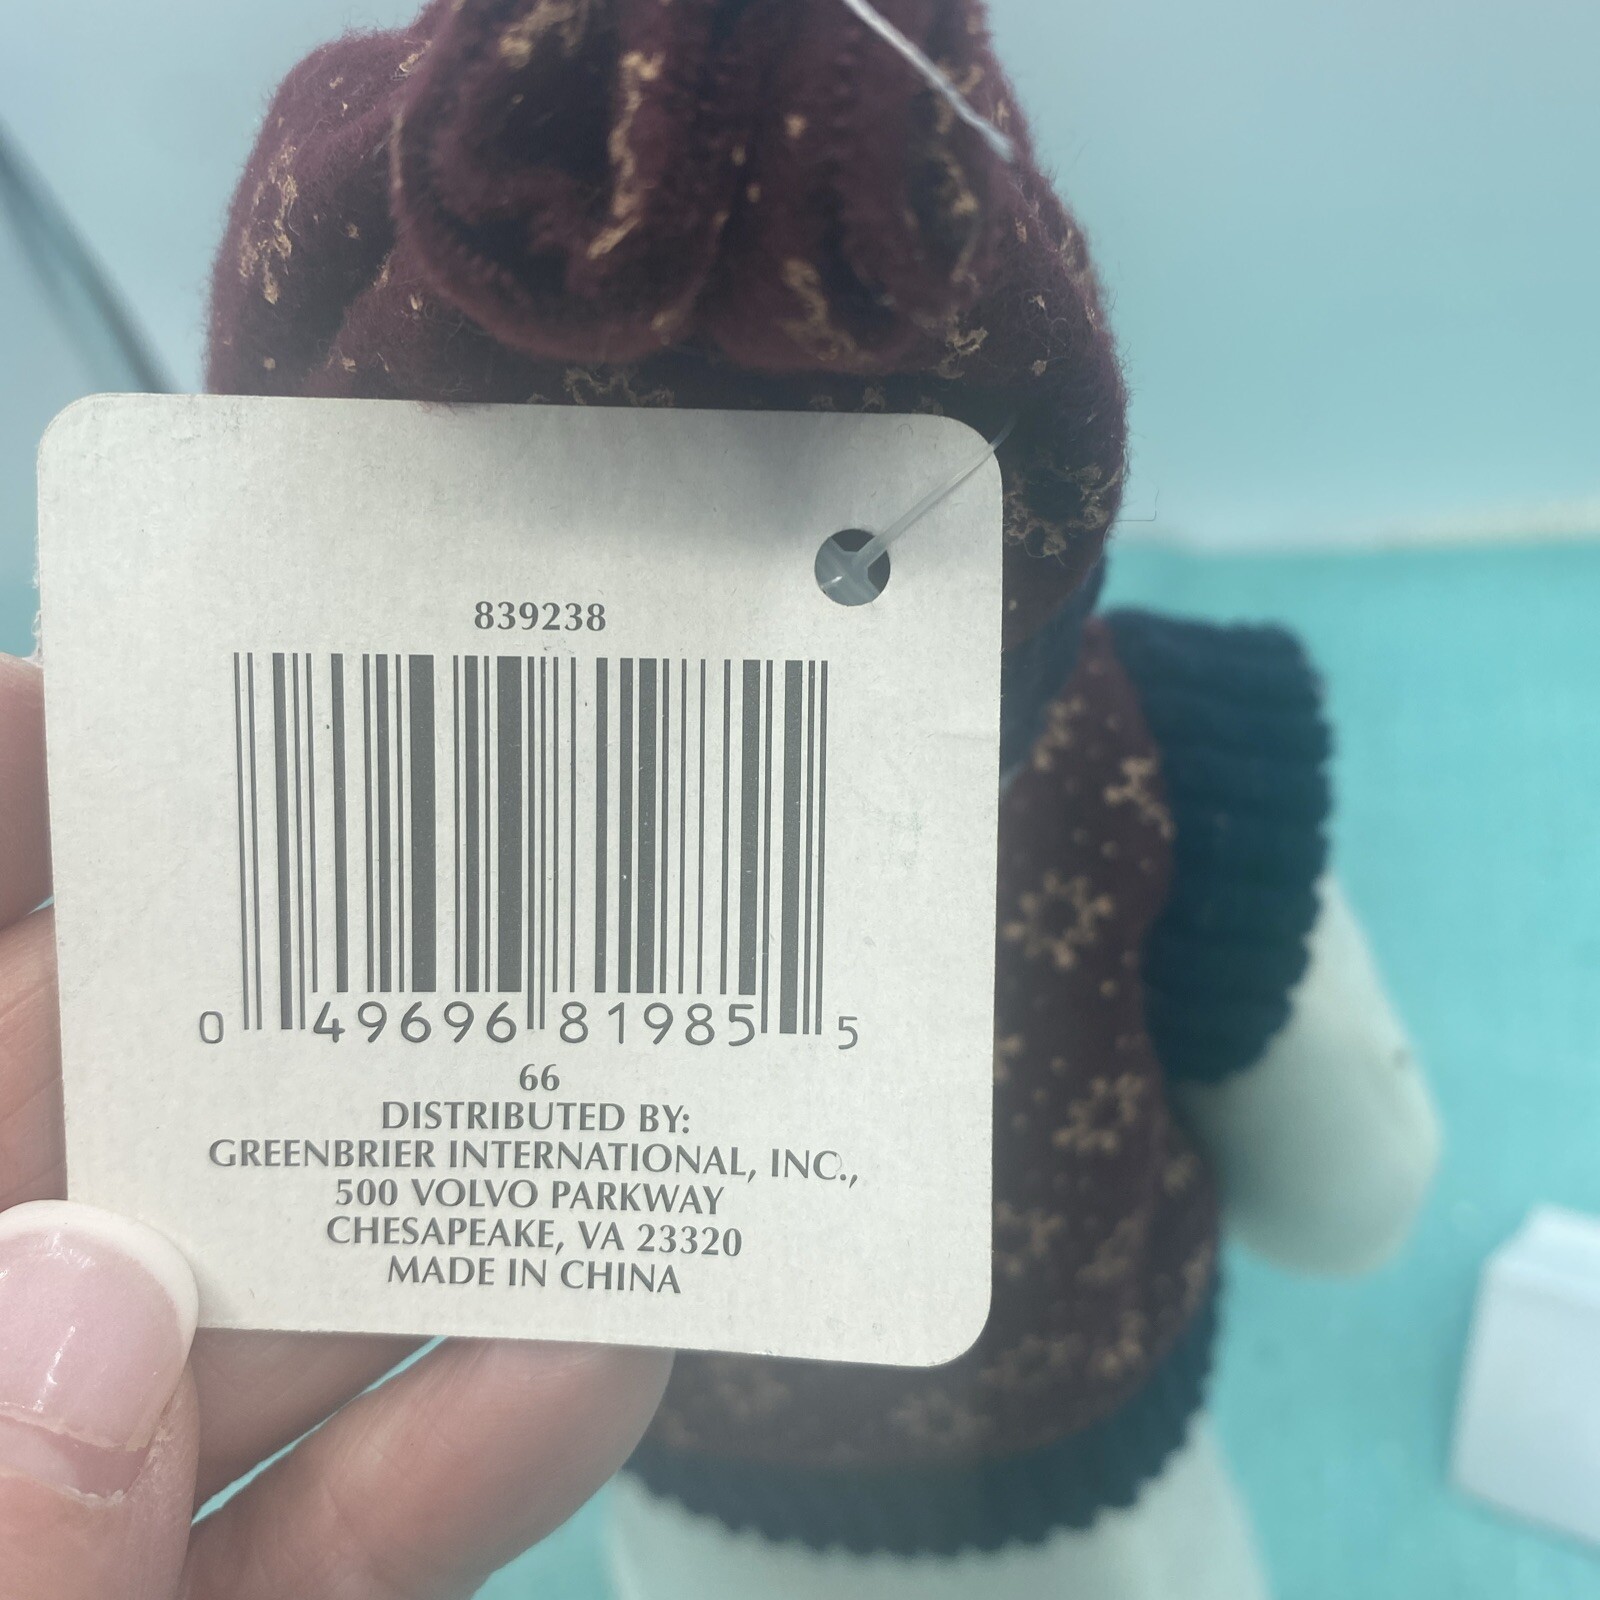 839238
0 49696 81985 5
66
DISTRIBUTED BY:
GREENBRIER INTERNATIONAL, INC.,
500 VOLVO PARKWAY
CHESAPEAKE, VA 23320
MADE IN CHINA